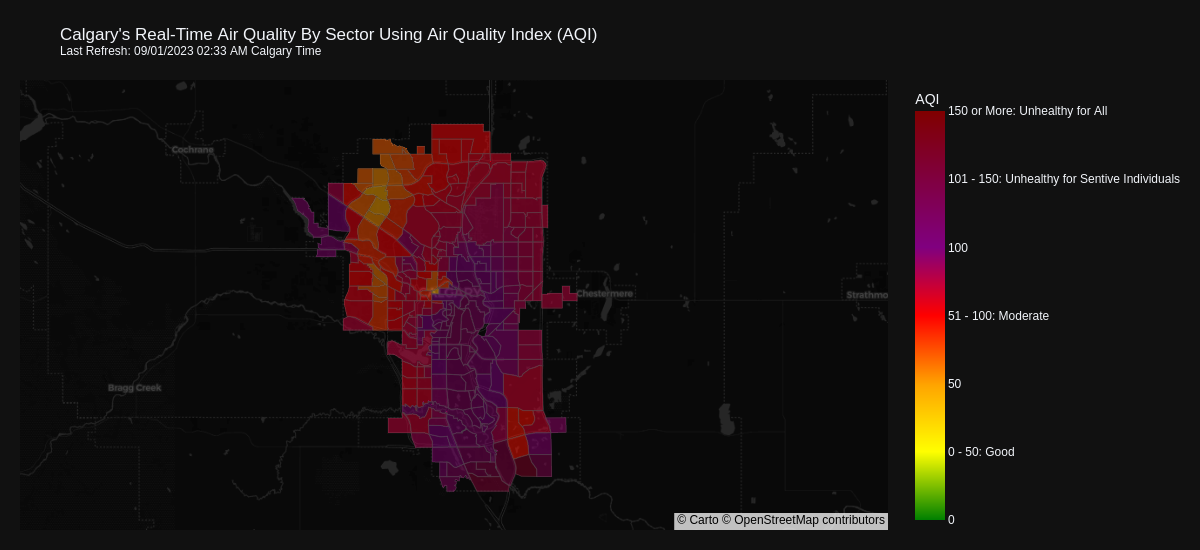 Calgary's Real-Time Air Quality By Sector Using Air Quality Index (AQI)
Last Refresh: 09/01/2023 02:33 AM Calgary Time
AQI
150 or More: Unhealthy for All
Cochrane
101 - 150: Unhealthy for Sentive Individuals
100
Chestermere
Strathmo
51 - 100: Moderate
Bragg Creek
50
0 - 50: Good
© Carto © OpenStreetMap contributors
0